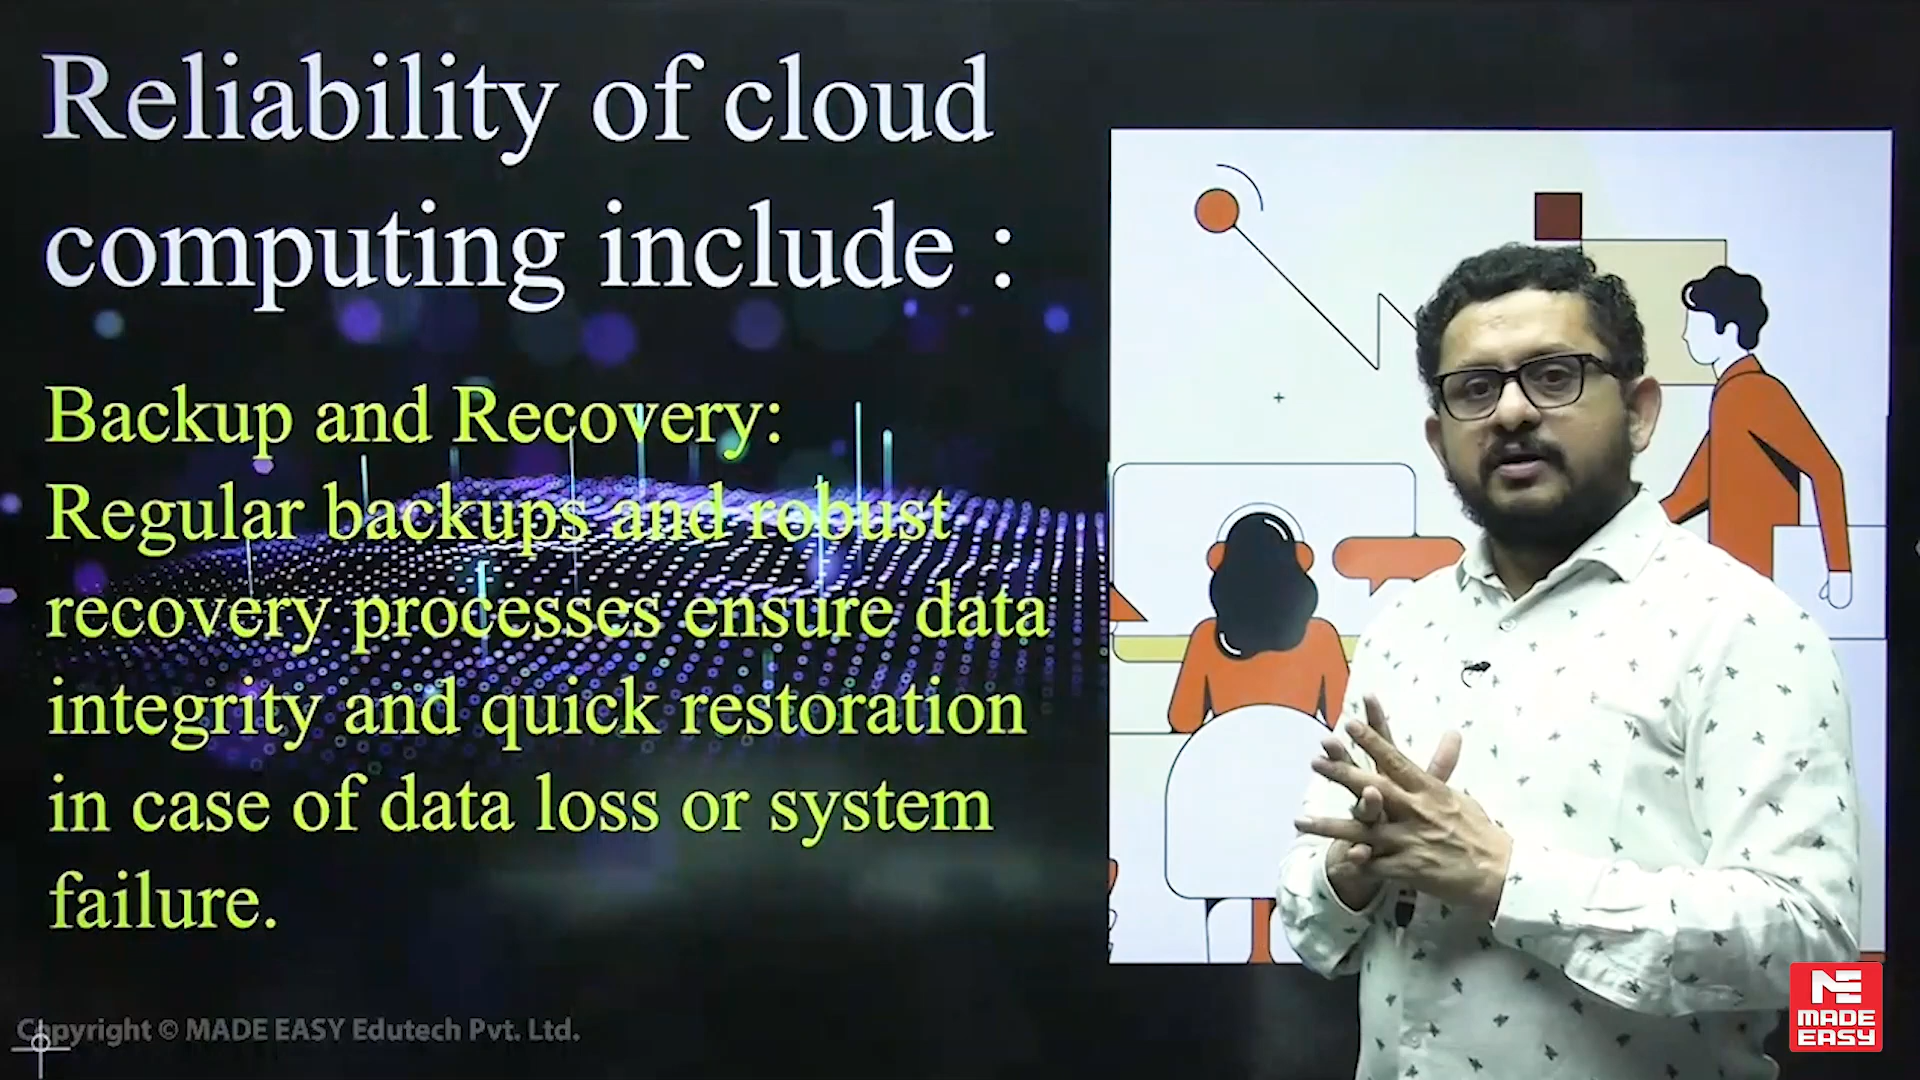 Reliability of cloud
computing include :
Backup and Recovery:
Regular backups and robust
recovery processes ensure data
integrity and quick restoration
in case of data loss or system
failure.
Copyright © MADE EASY Edutech Pvt. Ltd.
ME
MADE
EASY